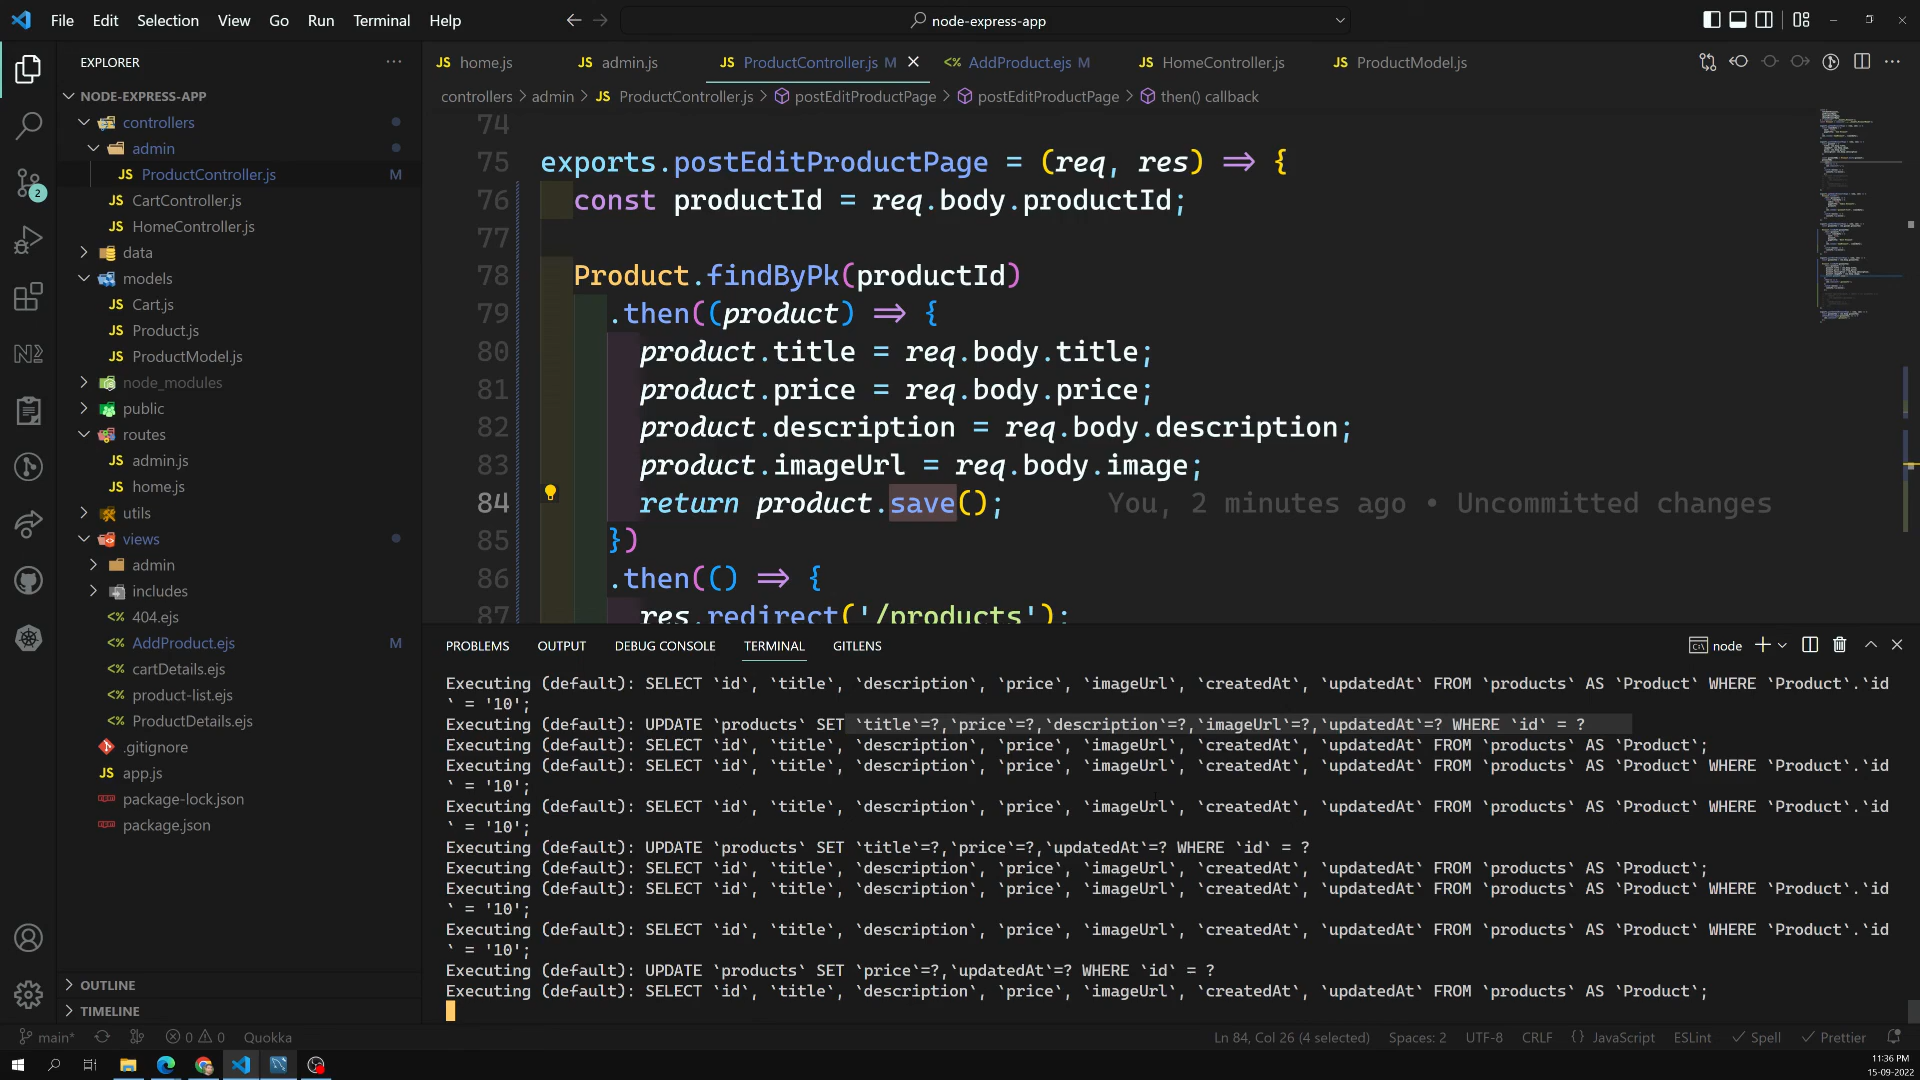 File Edit Selection View Go Run Terminal Help
node-express-app
EXPLORER
NODE-EXPRESS-APP
controllers
admin
ProductController.js M
CartController.js
HomeController.js
data
models
Cart.js
Product.js
ProductModel.js
node_modules
public
routes
admin.js
home.js
utils
views
admin
includes
404.ejs
AddProduct.ejs M
cartDetails.ejs
product-list.ejs
ProductDetails.ejs
.gitignore
app.js
package-lock.json
package.json
OUTLINE
TIMELINE
2
home.js admin.js ProductController.js M AddProduct.ejs M HomeController.js ProductModel.js
controllers > admin > JS ProductController.js > postEditProductPage > postEditProductPage > then() callback
74
75 exports.postEditProductPage = (req, res) => {
76 const productId = req.body.productId;
77
78 Product.findByPk(productId)
79 .then((product) => {
80 product.title = req.body.title;
81 product.price = req.body.price;
82 product.description = req.body.description;
83 product.imageUrl = req.body.image;
84 return product.save(); You, 2 minutes ago • Uncommitted changes
85 })
86 .then(() => {
87 res.redirect('/products');
PROBLEMS OUTPUT DEBUG CONSOLE TERMINAL GITLENS
node
Executing (default): SELECT `id`, `title`, `description`, `price`, `imageUrl`, `createdAt`, `updatedAt` FROM `products` AS `Product` WHERE `Product`.`id
` = '10';
Executing (default): UPDATE `products` SET `title`=?,`price`=?,`description`=?,`imageUrl`=?,`updatedAt`=? WHERE `id` = ?
Executing (default): SELECT `id`, `title`, `description`, `price`, `imageUrl`, `createdAt`, `updatedAt` FROM `products` AS `Product`;
Executing (default): SELECT `id`, `title`, `description`, `price`, `imageUrl`, `createdAt`, `updatedAt` FROM `products` AS `Product` WHERE `Product`.`id
` = '10';
Executing (default): SELECT `id`, `title`, `description`, `price`, `imageUrl`, `createdAt`, `updatedAt` FROM `products` AS `Product` WHERE `Product`.`id
` = '10';
Executing (default): UPDATE `products` SET `title`=?,`price`=?,`updatedAt`=? WHERE `id` = ?
Executing (default): SELECT `id`, `title`, `description`, `price`, `imageUrl`, `createdAt`, `updatedAt` FROM `products` AS `Product`;
Executing (default): SELECT `id`, `title`, `description`, `price`, `imageUrl`, `createdAt`, `updatedAt` FROM `products` AS `Product` WHERE `Product`.`id
` = '10';
Executing (default): SELECT `id`, `title`, `description`, `price`, `imageUrl`, `createdAt`, `updatedAt` FROM `products` AS `Product` WHERE `Product`.`id
` = '10';
Executing (default): UPDATE `products` SET `price`=?,`updatedAt`=? WHERE `id` = ?
Executing (default): SELECT `id`, `title`, `description`, `price`, `imageUrl`, `createdAt`, `updatedAt` FROM `products` AS `Product`;
main* 0 0 Quokka Ln 84, Col 26 (4 selected) Spaces: 2 UTF-8 CRLF {} JavaScript ESLint Spell Prettier
11:36 PM
15-09-2022